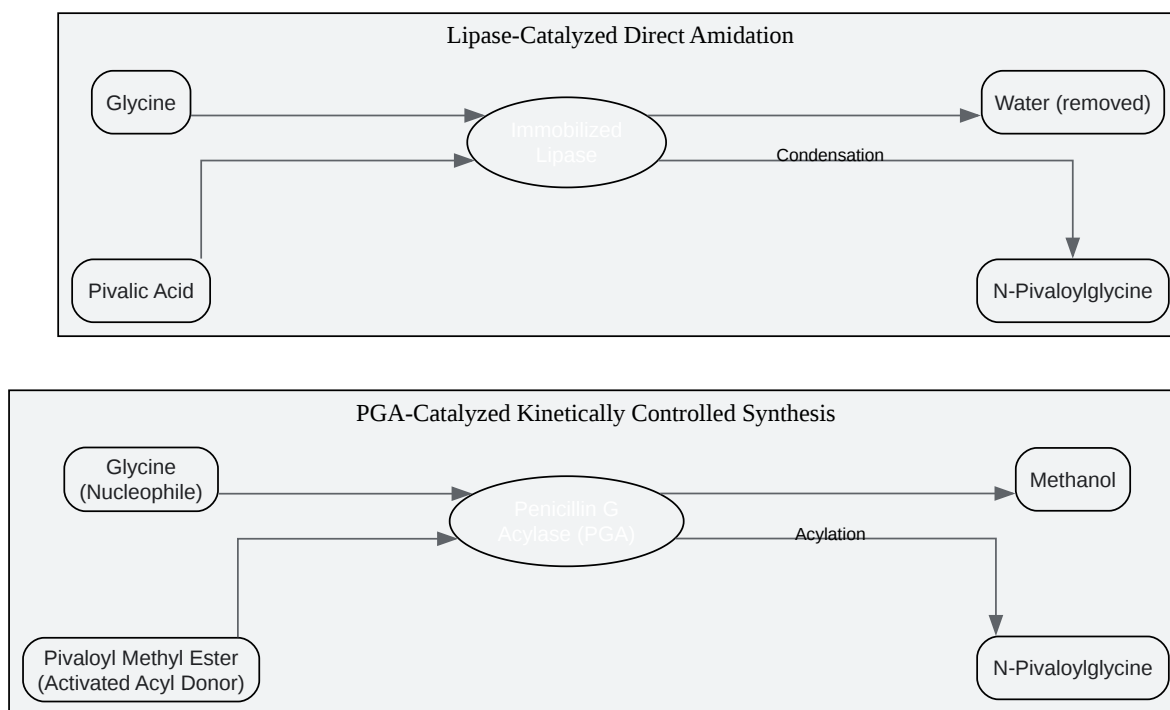 Lipase-Catalyzed Direct Amidation
Glycine
Immobilized
Lipase
Water (removed)
Condensation
Pivalic Acid
N-Pivaloylglycine
PGA-Catalyzed Kinetically Controlled Synthesis
Glycine
(Nucleophile)
Penicillin G
Acylase (PGA)
Methanol
Acylation
Pivaloyl Methyl Ester
(Activated Acyl Donor)
N-Pivaloylglycine